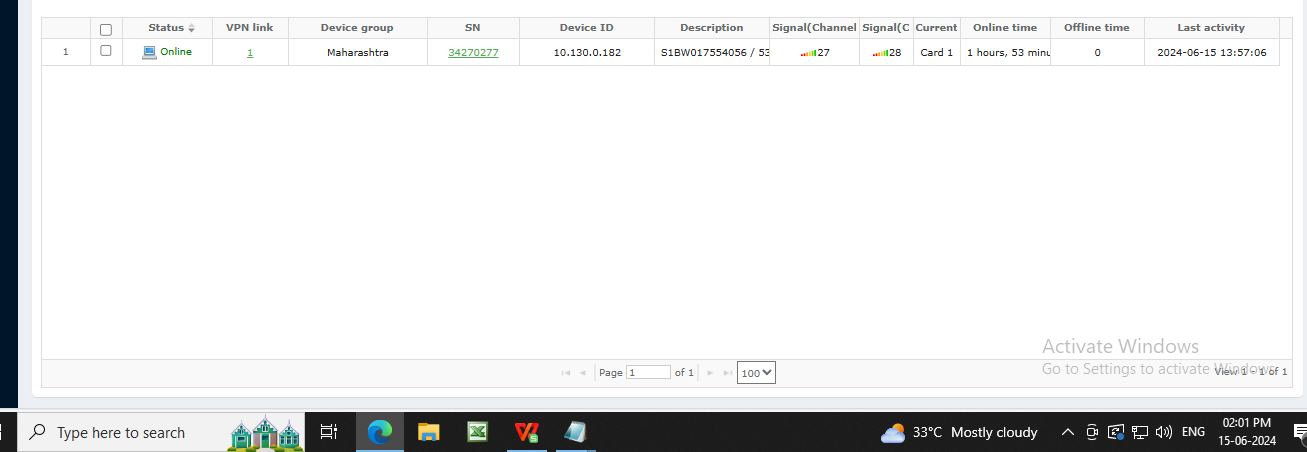 Status VPN link Device group SN Device ID Description Signal(Channel Signal(C Current Online time Offline time Last activity
1 Online 1 Maharashtra 34270277 10.130.0.182 S1BW017554056 / 53 27 28 Card 1 1 hours, 53 minu 0 2024-06-15 13:57:06
Activate Windows
Go to Settings to activate Windows.
Page 1 of 1 100 View 1 - 1 of 1
Type here to search 33°C Mostly cloudy ENG 02:01 PM
15-06-2024